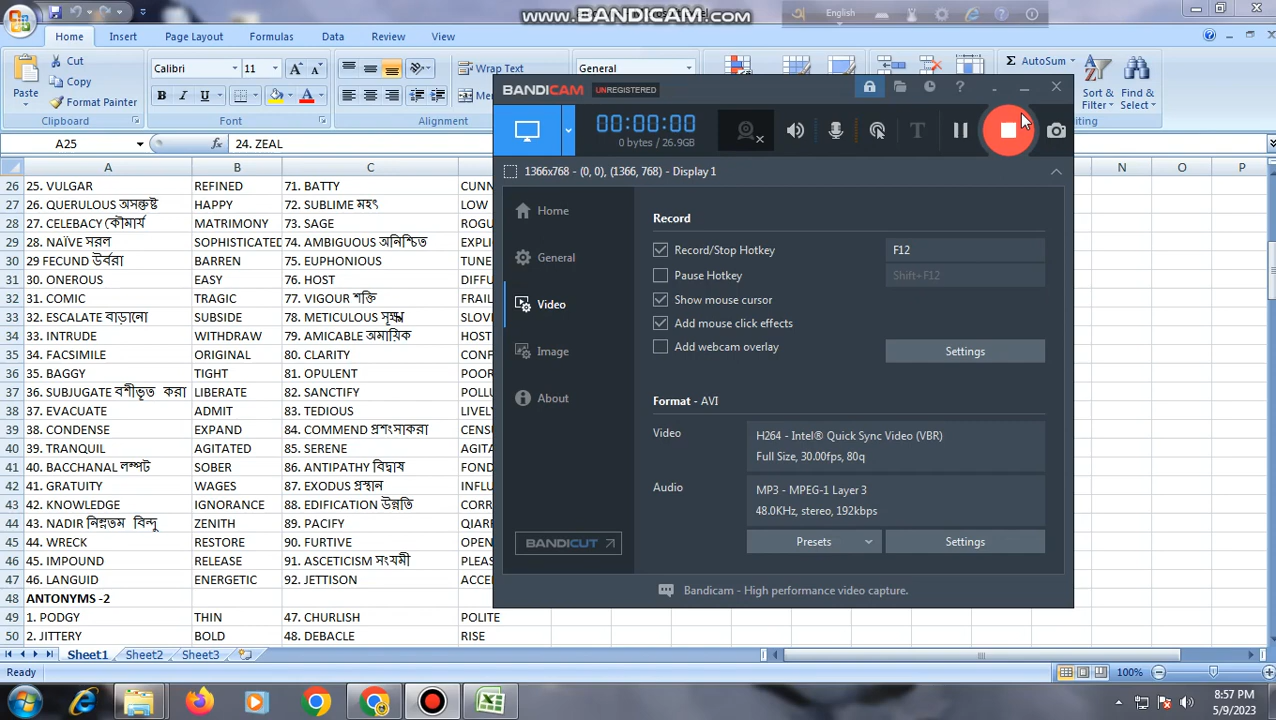 www.BANDICAM.com
English
Home Insert Page Layout Formulas Data Review View
Cut
Copy
Format Painter
Paste
Clipboard
Calibri 11
Font
Wrap Text
General
AutoSum
Sort & Filter
Find & Select
Editing
A25 24. ZEAL
A B C N O P
26 25. VULGAR REFINED 71. BATTY CUNN
27 26. QUERULOUS অসন্তুষ্ট HAPPY 72. SUBLIME মহৎ LOW
28 27. CELEBACY কৌমার্য MATRIMONY 73. SAGE ROGU
29 28. NAÏVE সরল SOPHISTICATED 74. AMBIGUOUS অনিশ্চিত EXPLI
30 29 FECUND উর্বরা BARREN 75. EUPHONIOUS TUNE
31 30. ONEROUS EASY 76. HOST
32 31. COMIC TRAGIC 77. VIGOUR শক্তি FRAIL
33 32. ESCALATE বাড়ানো SUBSIDE 78. METICULOUS সূক্ষ্ম SLOV
34 33. INTRUDE WITHDRAW 79. AMICABLE অমায়িক HOST
35 34. FACSIMILE ORIGINAL 80. CLARITY CONF
36 35. BAGGY TIGHT 81. OPULENT POOR
37 36. SUBJUGATE বশীভূত করা LIBERATE 82. SANCTIFY POLLU
38 37. EVACUATE ADMIT 83. TEDIOUS LIVELY
39 38. CONDENSE EXPAND 84. COMMEND প্রশংসাকরা CENSU
40 39. TRANQUIL AGITATED 85. SERENE ROUG
41 40. BACCHANAL লম্পট SOBER 86. ANTIPATHY বিদ্বাষ FOND
42 41. GRATUITY WAGES 87. EXODUS প্রস্থান INFLU
43 42. KNOWLEDGE IGNORANCE 88. EDIFICATION উন্নতি
44 43. NADIR নিম্নতম বিন্দু ZENITH 89. PACIFY QIARR
45 44. WRECK RESTORE 90. FURTIVE OPEN
46 45. IMPOUND RELEASE 91. ASCETICISM সংযমী PLEAS
47 46. LANGUID ENERGETIC 92. JETTISON ACCE
48 ANTONYMS -2
49 1. PODGY THIN 47. CHURLISH POLITE
50 2. JITTERY BOLD 48. DEBACLE RISE
BANDICAM UNREGISTERED
00:00:00
0 bytes / 26.9GB
1366x768 - (0, 0), (1366, 768) - Display 1
Home
General
Video
Image
About
BANDICUT
Record
Record/Stop Hotkey F12
Pause Hotkey Shift+F12
Show mouse cursor
Add mouse click effects
Add webcam overlay Settings
Format - AVI
Video
H264 - Intel® Quick Sync Video (VBR)
Full Size, 30.00fps, 80q
Audio
MP3 - MPEG-1 Layer 3
48.0KHz, stereo, 192kbps
Presets Settings
Bandicam - High performance video capture.
Sheet1 Sheet2 Sheet3
Ready 100%
8:57 PM
5/9/2023